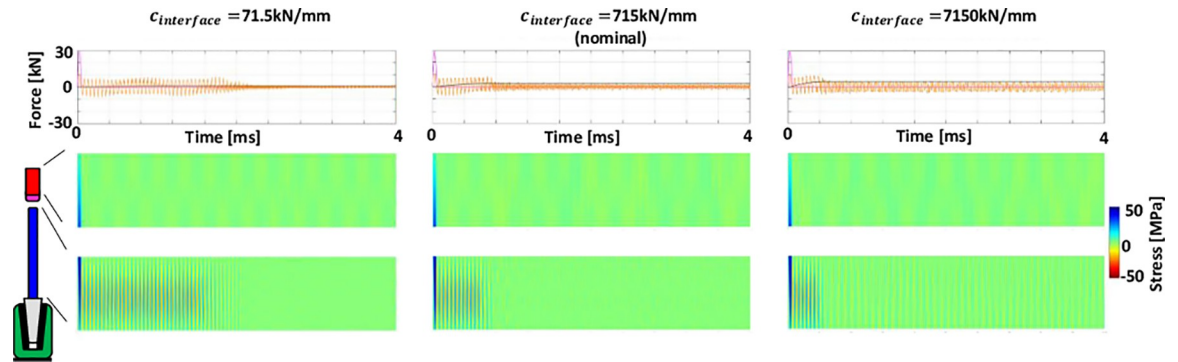 c_interface =71.5kN/mm
c_interface =715kN/mm
(nominal)
c_interface =7150kN/mm
Force [kN]
30
0
-30
0
Time [ms]
4
0
Time [ms]
4
0
Time [ms]
4
50
0
-50
Stress [MPa]